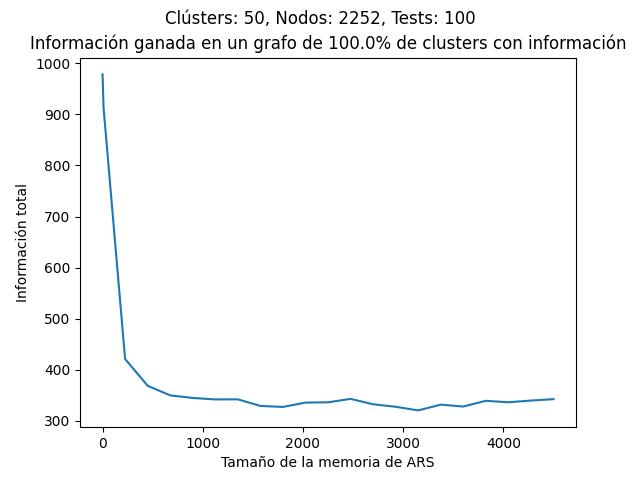 Clústers: 50, Nodos: 2252, Tests: 100
Información ganada en un grafo de 100.0% de clusters con información
1000
900
800
700
600
500
400
300
Información total
0 1000 2000 3000 4000
Tamaño de la memoria de ARS